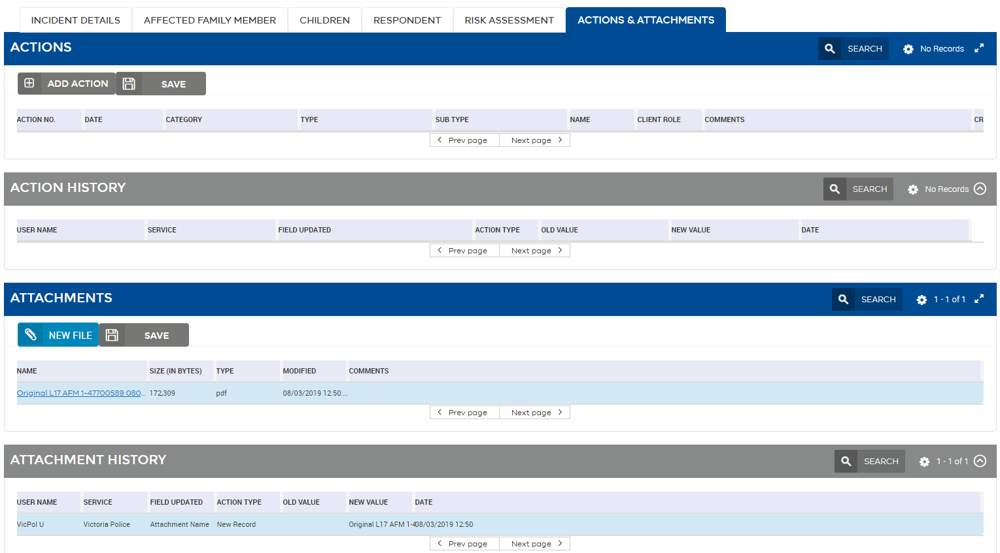 INCIDENT DETAILS AFFECTED FAMILY MEMBER CHILDREN RESPONDENT RISK ASSESSMENT ACTIONS & ATTACHMENTS
ACTIONS SEARCH No Records
ADD ACTION SAVE
ACTION NO. DATE CATEGORY TYPE SUB TYPE NAME CLIENT ROLE COMMENTS CR
Prev page Next page
ACTION HISTORY SEARCH No Records
USER NAME SERVICE FIELD UPDATED ACTION TYPE OLD VALUE NEW VALUE DATE
Prev page Next page
ATTACHMENTS SEARCH 1 - 1 of 1
NEW FILE SAVE
NAME SIZE (IN BYTES) TYPE MODIFIED COMMENTS
Original L17 AFM 1-47700589 080... 172,309 pdf 08/03/2019 12:50:...
Prev page Next page
ATTACHMENT HISTORY SEARCH 1 - 1 of 1
USER NAME SERVICE FIELD UPDATED ACTION TYPE OLD VALUE NEW VALUE DATE
VicPol U Victoria Police Attachment Name New Record Original L17 AFM 1-4 08/03/2019 12:50
Prev page Next page